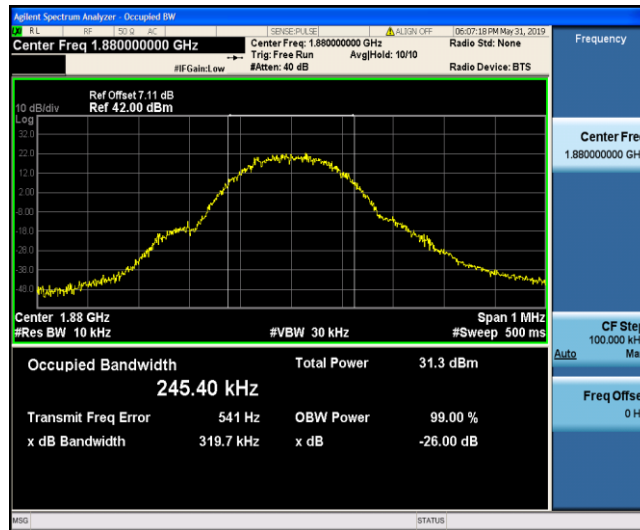 Agilent Spectrum Analyzer - Occupied BW
RL RF 50 Ω AC SENSE:PULSE ALIGN OFF 06:07:18 PM May 31, 2019
Center Freq 1.880000000 GHz Center Freq: 1.880000000 GHz Radio Std: None Frequency
Trig: Free Run Avg|Hold: 10/10
#IFGain:Low #Atten: 40 dB Radio Device: BTS
Ref Offset 7.11 dB
10 dB/div Ref 42.00 dBm
Log
32.0
22.0
12.0
2.00
-8.00
-18.0
-28.0
-38.0
-48.0
Center 1.88 GHz Span 1 MHz
#Res BW 10 kHz #VBW 30 kHz #Sweep 500 ms
Occupied Bandwidth Total Power 31.3 dBm
245.40 kHz
Transmit Freq Error 541 Hz OBW Power 99.00 %
x dB Bandwidth 319.7 kHz x dB -26.00 dB
Center Fre
1.880000000 GH
CF Ste
100.000 kH
Auto Ma
Freq Offse
0 H
MSG STATUS